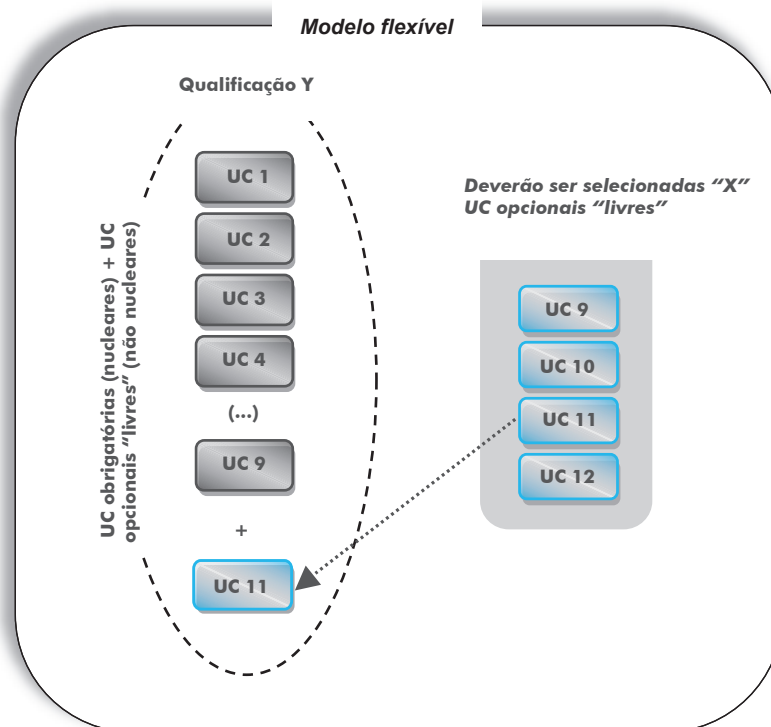 Modelo flexível
Qualificação Y
UC obrigatórias (nucleares) + UC
opcionais “livres” (não nucleares)
UC 1
UC 2
UC 3
UC 4
(...)
UC 9
+
UC 11
Deverão ser selecionadas “X”
UC opcionais “livres”
UC 9
UC 10
UC 11
UC 12